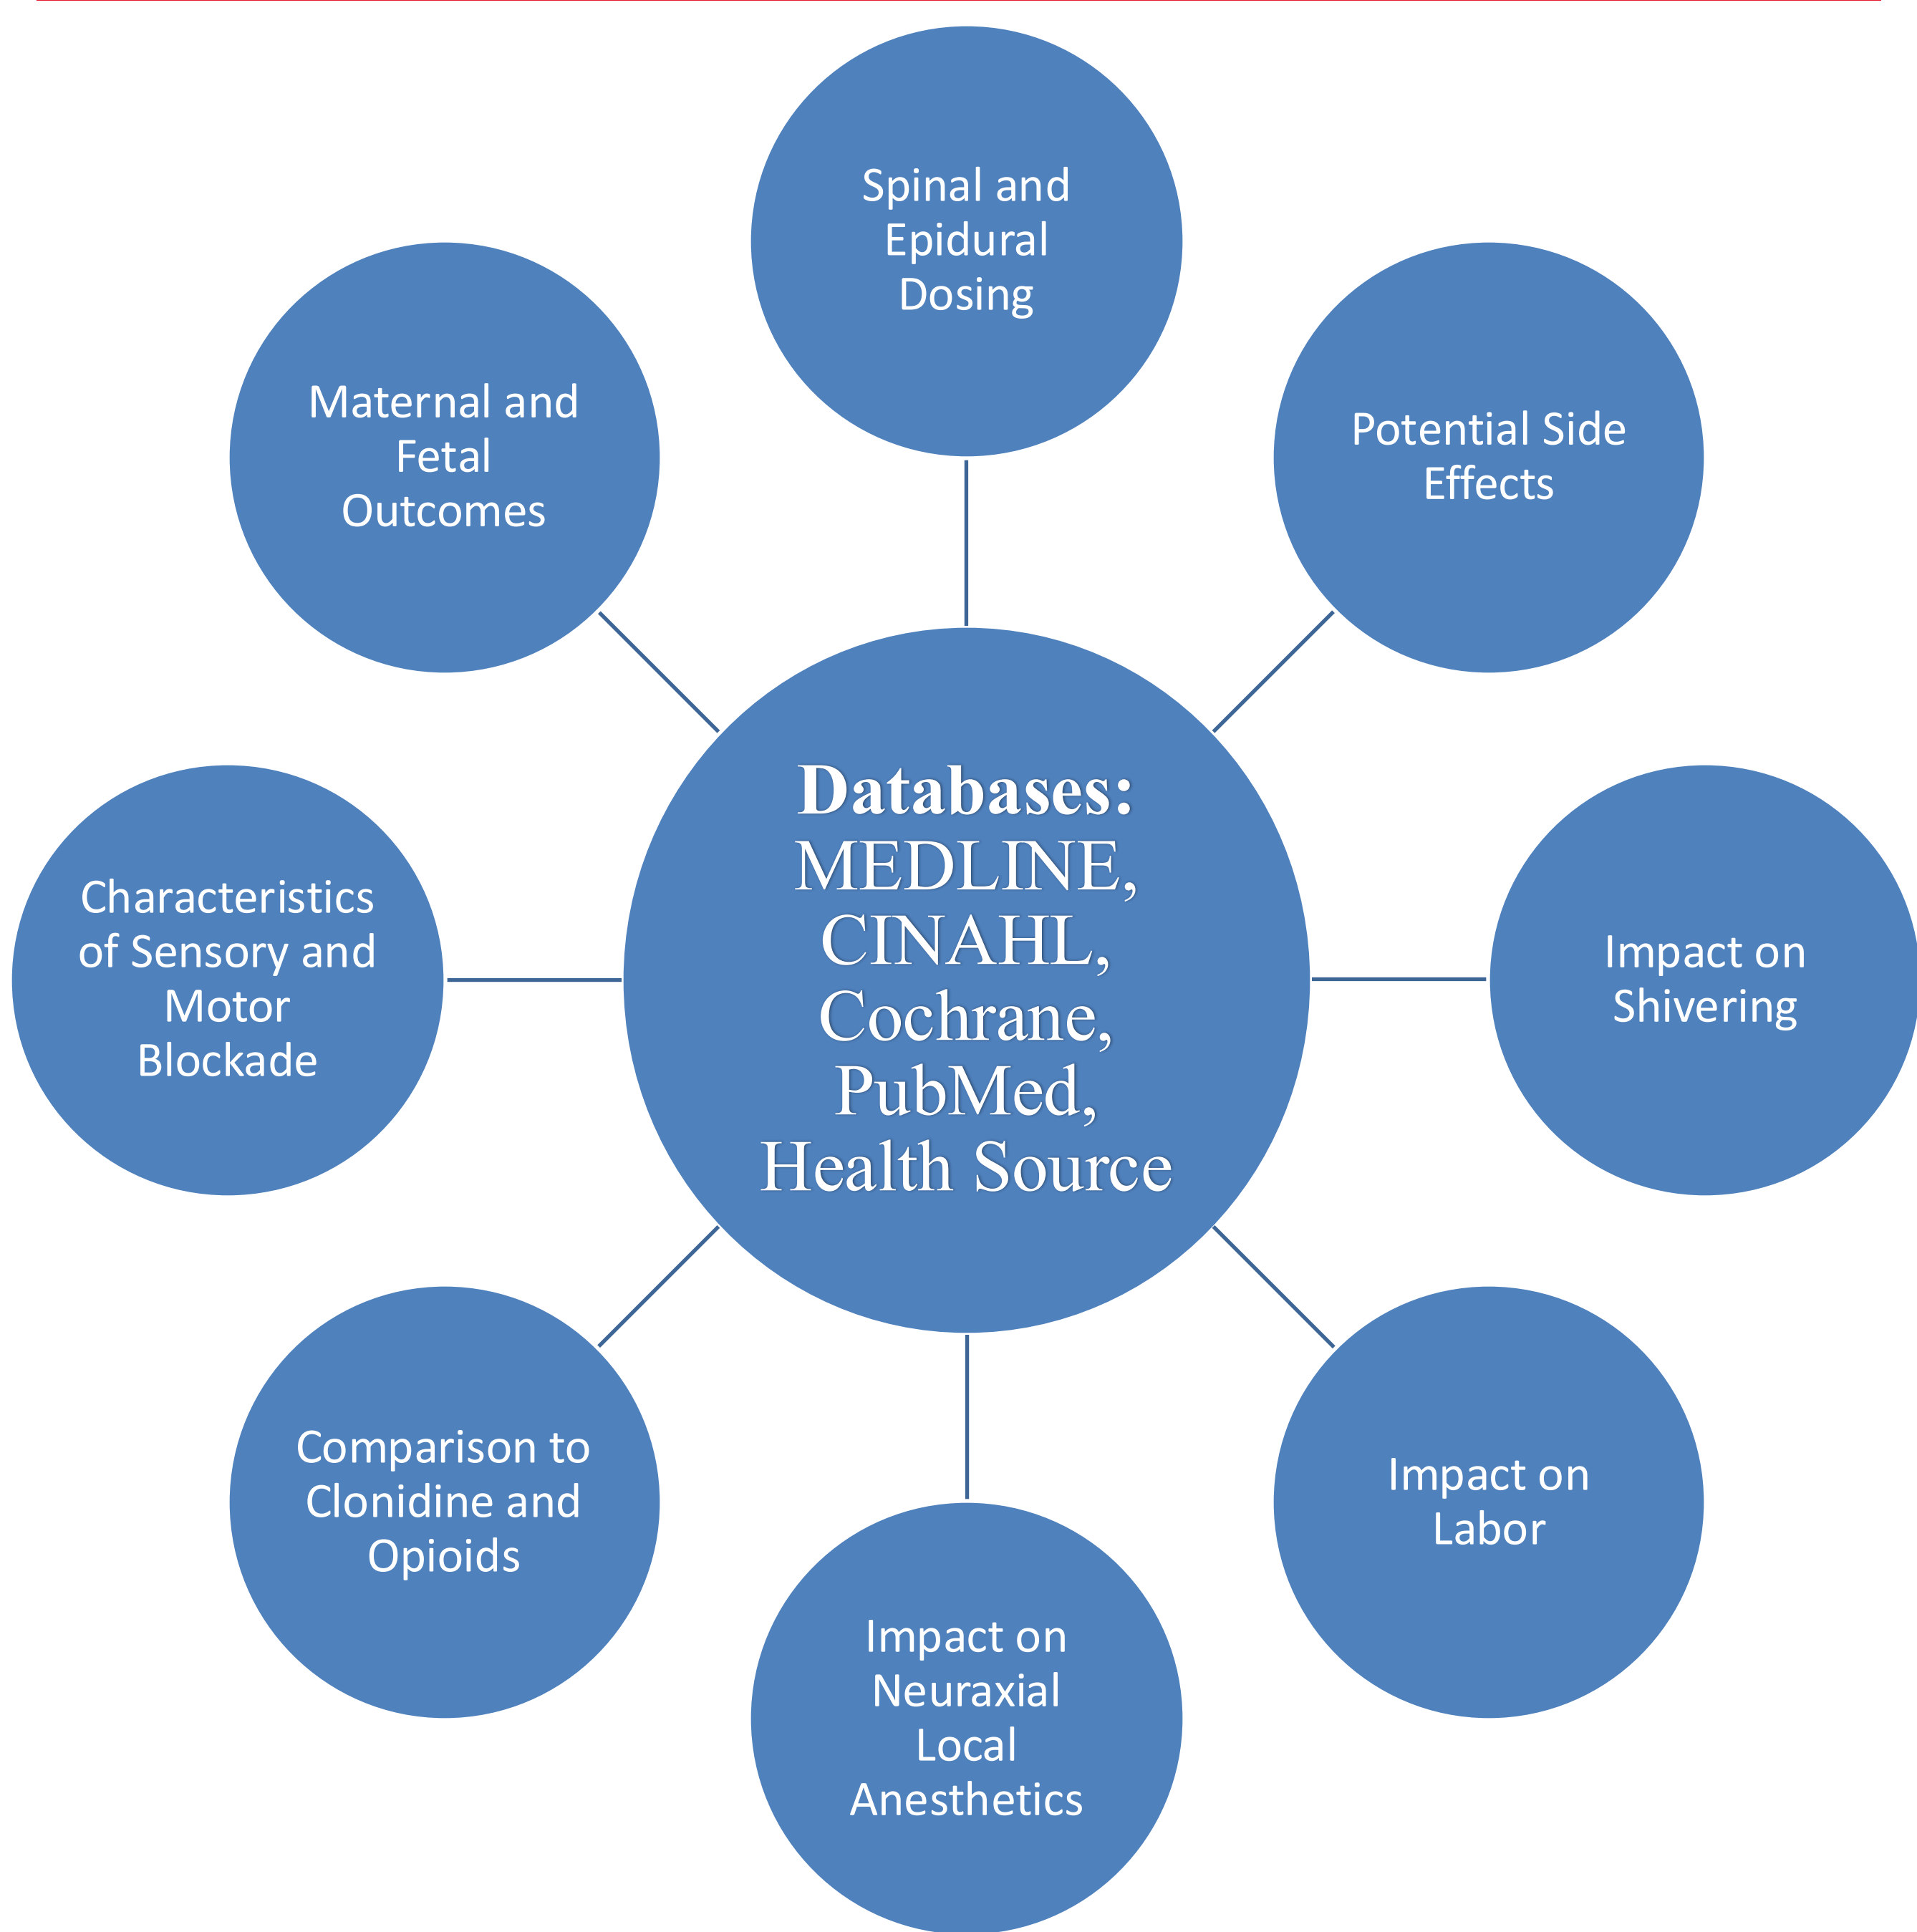 Spinal and
Epidural
Dosing
Potential Side
Effects
Impact on
Shivering
Impact on
Labor
Impact on
Neuraxial
Local
Anesthetics
Comparison to
Clonidine and
Opioids
Characteristics
of Sensory and
Motor
Blockade
Maternal and
Fetal
Outcomes
Databases:
MEDLINE,
CINAHL,
Cochrane,
PubMed,
Health Source